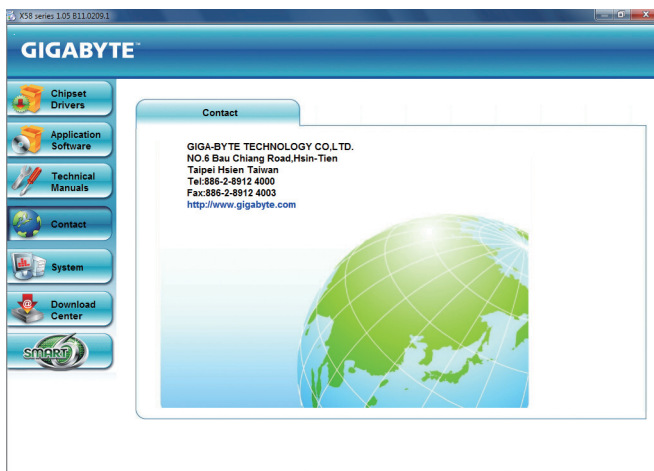 X58 series 1.05 B11.0209.1
GIGABYTE™
Chipset
Drivers
Application
Software
Technical
Manuals
Contact
System
Download
Center
SMART6
Contact
GIGA-BYTE TECHNOLOGY CO,LTD.
NO.6 Bau Chiang Road,Hsin-Tien
Taipei Hsien Taiwan
Tel:886-2-8912 4000
Fax:886-2-8912 4003
http://www.gigabyte.com